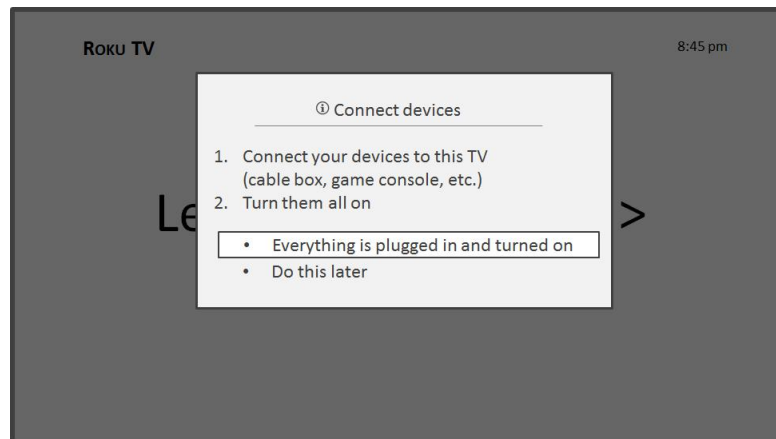 Roku TV
8:45 pm
ⓘ Connect devices
1. Connect your devices to this TV
(cable box, game console, etc.)
2. Turn them all on
Le >
• Everything is plugged in and turned on
• Do this later